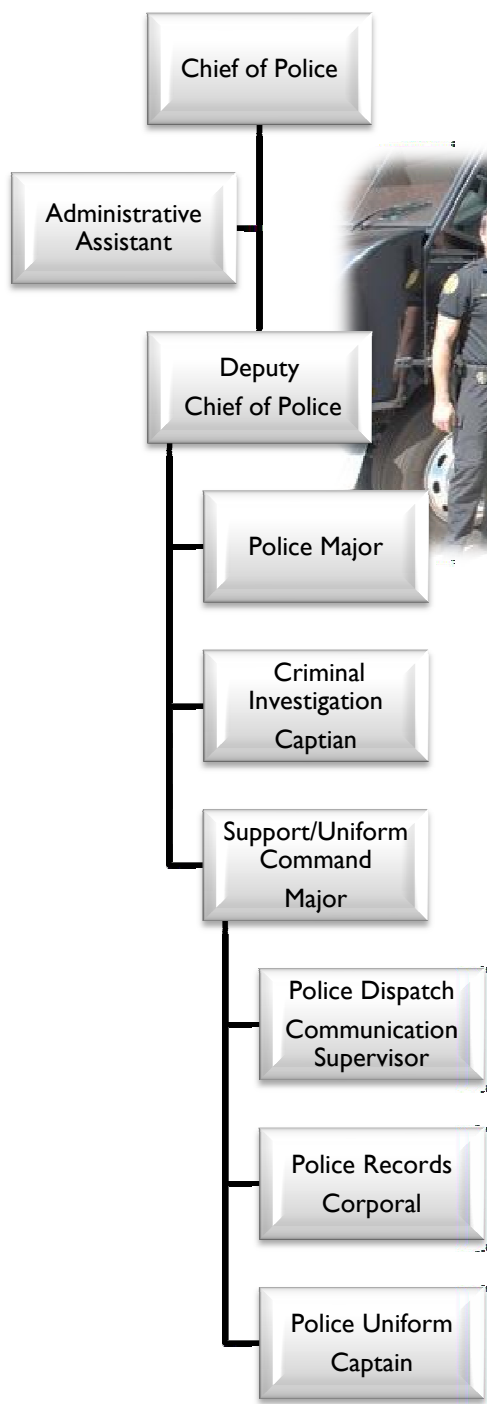 Chief of Police
Administrative
Assistant
Deputy
Chief of Police
Police Major
Criminal
Investigation
Captian
Support/Uniform
Command
Major
Police Dispatch
Communication
Supervisor
Police Records
Corporal
Police Uniform
Captain